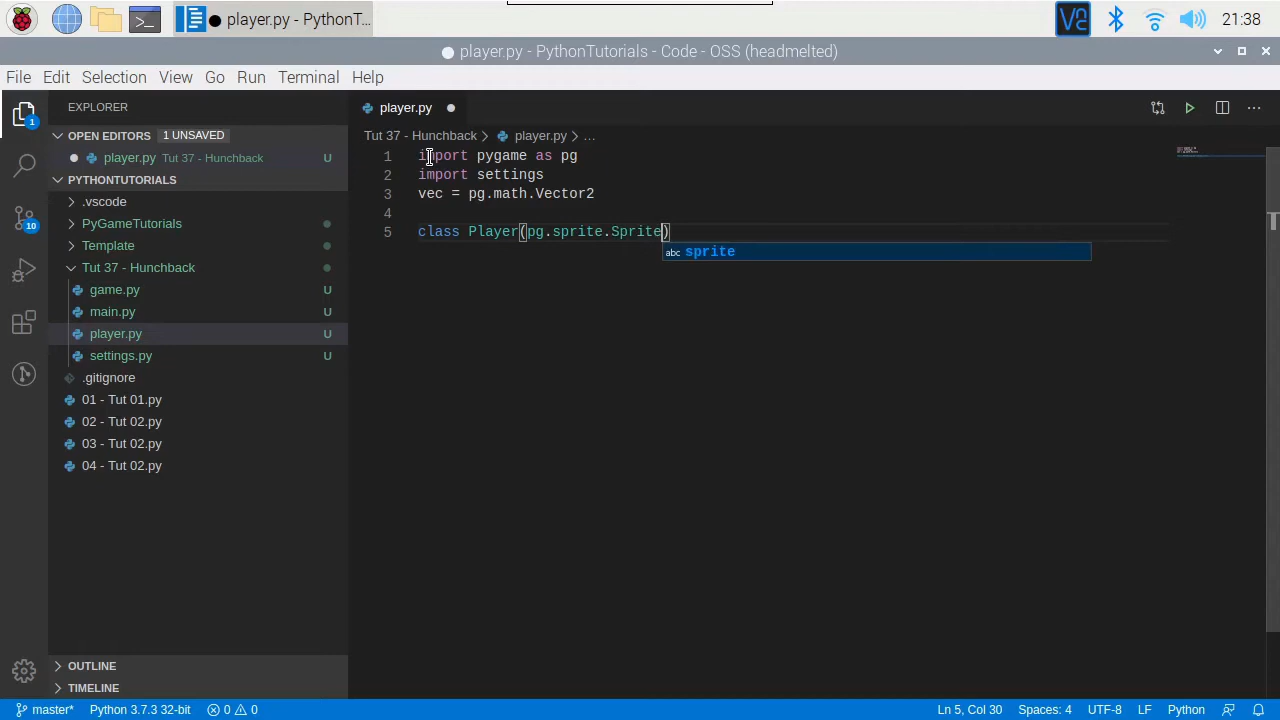 player.py - PythonT...
21:38
player.py - PythonTutorials - Code - OSS (headmelted)
File Edit Selection View Go Run Terminal Help
EXPLORER
player.py
OPEN EDITORS 1 UNSAVED
player.py Tut 37 - Hunchback U
PYTHONTUTORIALS
.vscode
PyGameTutorials
Template
Tut 37 - Hunchback
game.py U
main.py U
player.py U
settings.py U
.gitignore
01 - Tut 01.py
02 - Tut 02.py
03 - Tut 02.py
04 - Tut 02.py
OUTLINE
TIMELINE
1
10
Tut 37 - Hunchback player.py ...
1 import pygame as pg
2 import settings
3 vec = pg.math.Vector2
4
5 class Player(pg.sprite.Sprite)
abc sprite
master* Python 3.7.3 32-bit 0 0 Ln 5, Col 30 Spaces: 4 UTF-8 LF Python